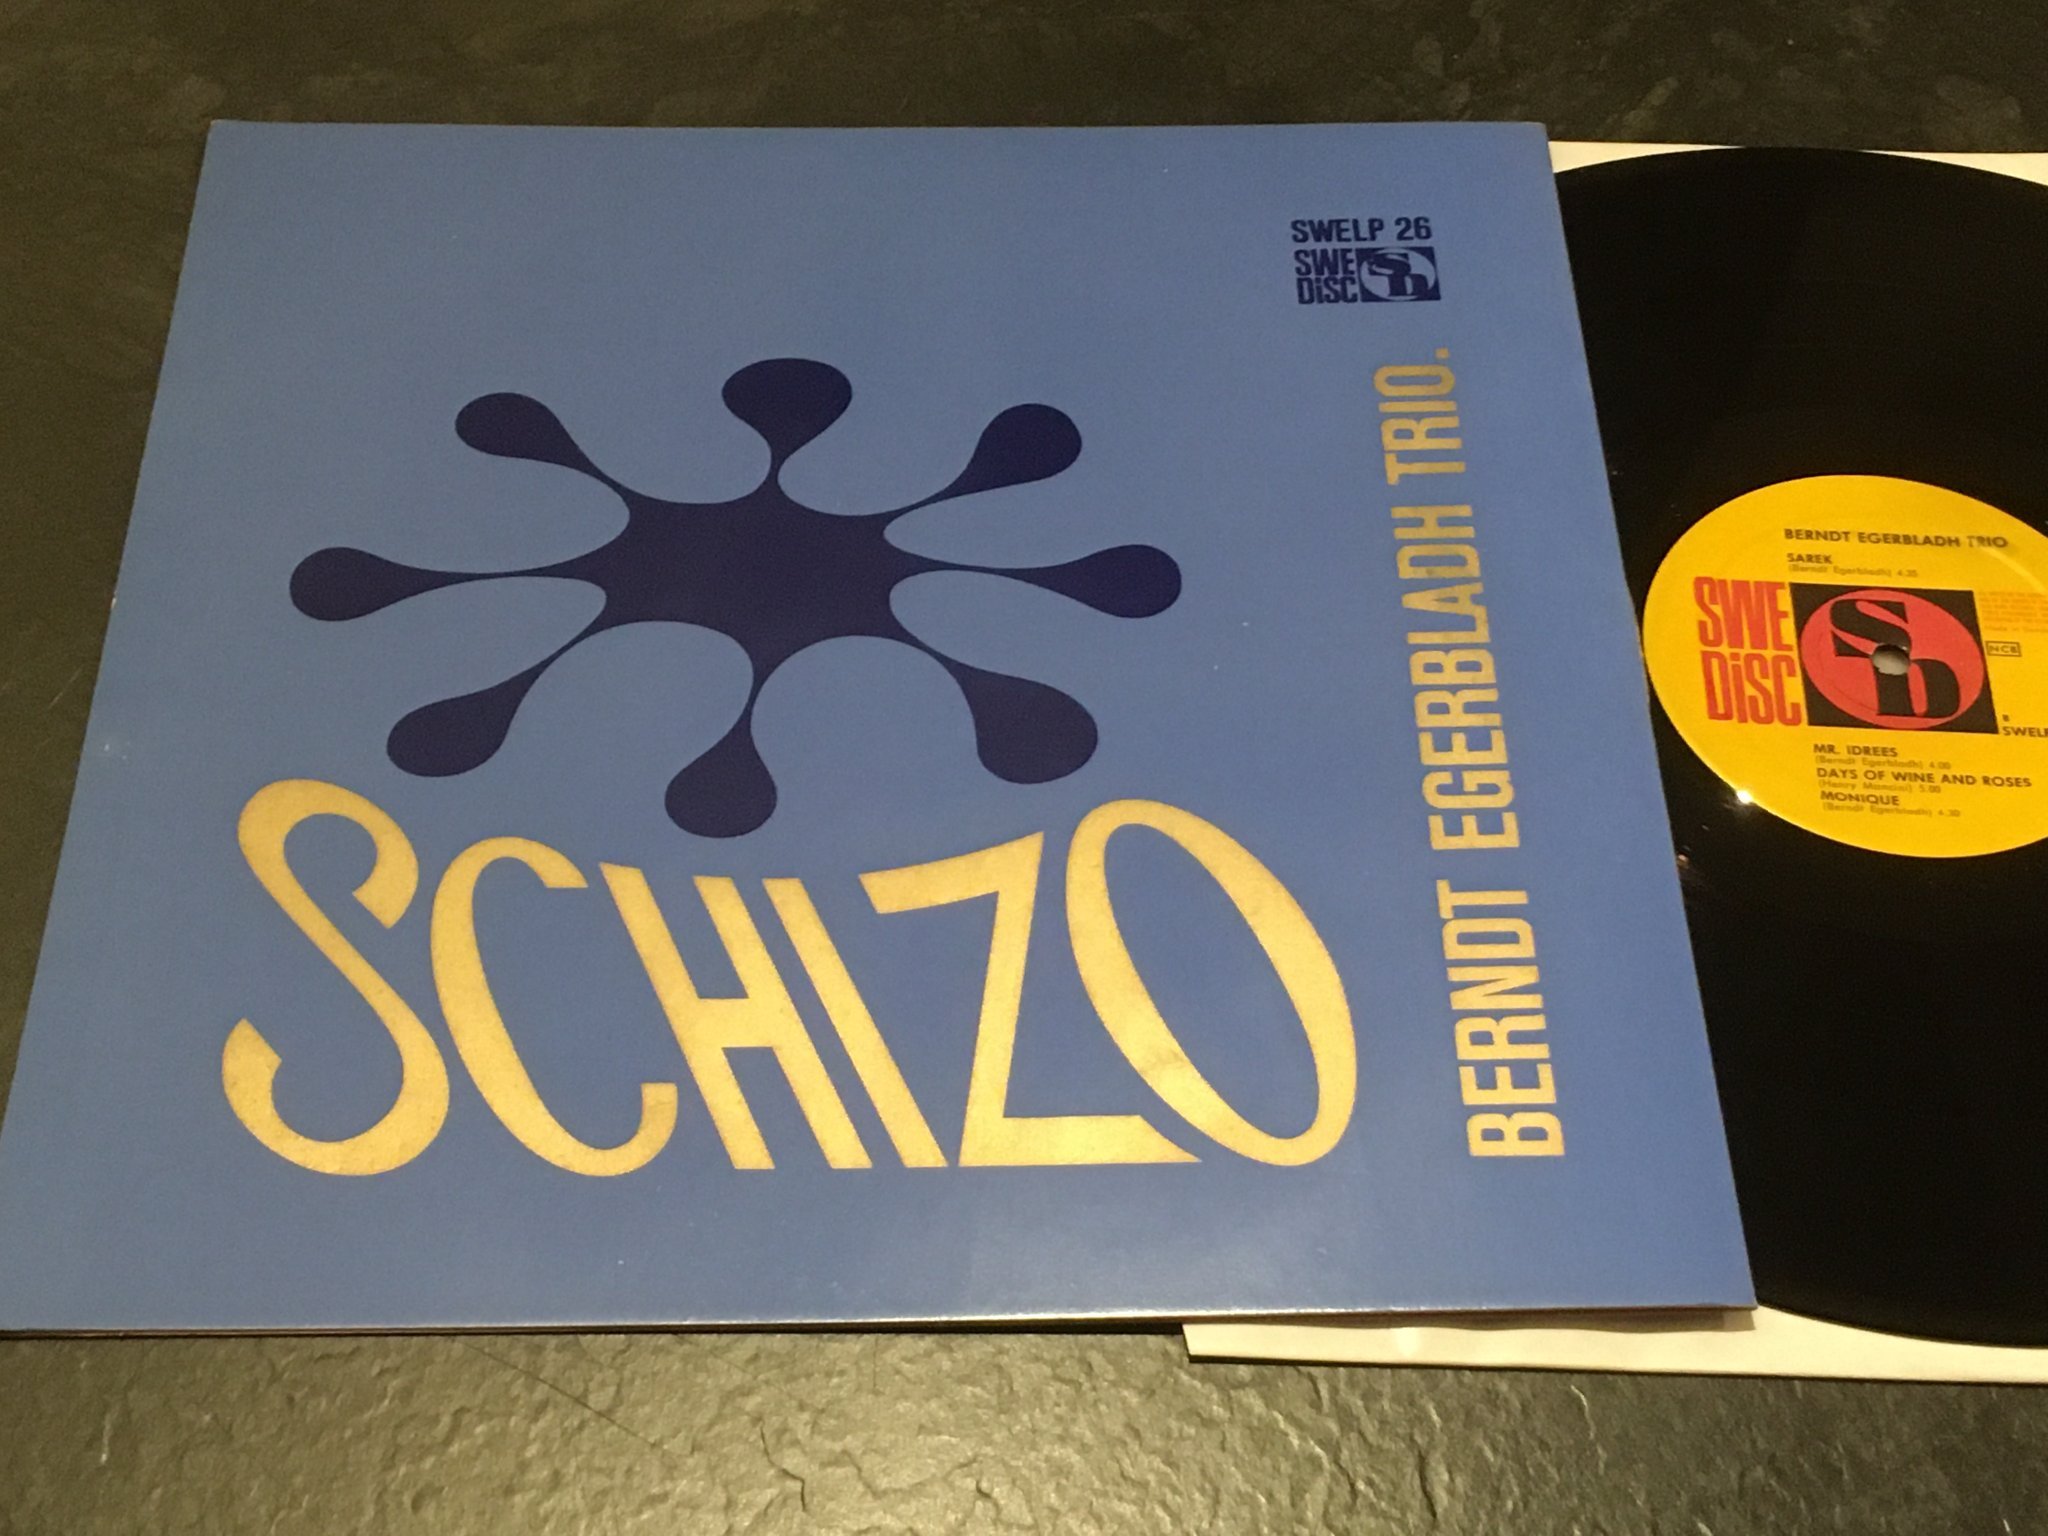 SWELP 26
SWE
DISC
SD
SCHIZO
BERNDT EGERBLADH TRIO.
BERNDT EGERBLADH TRIO
SAREK
(Berndt Egerbladh) 4.30
SWE
DISC
SD
NCB
B
SWELP
MR. IDREES
(Berndt Egerbladh) 4.00
DAYS OF WINE AND ROSES
(Henry Mancini) 5.00
MONIQUE
(Berndt Egerbladh) 6.30